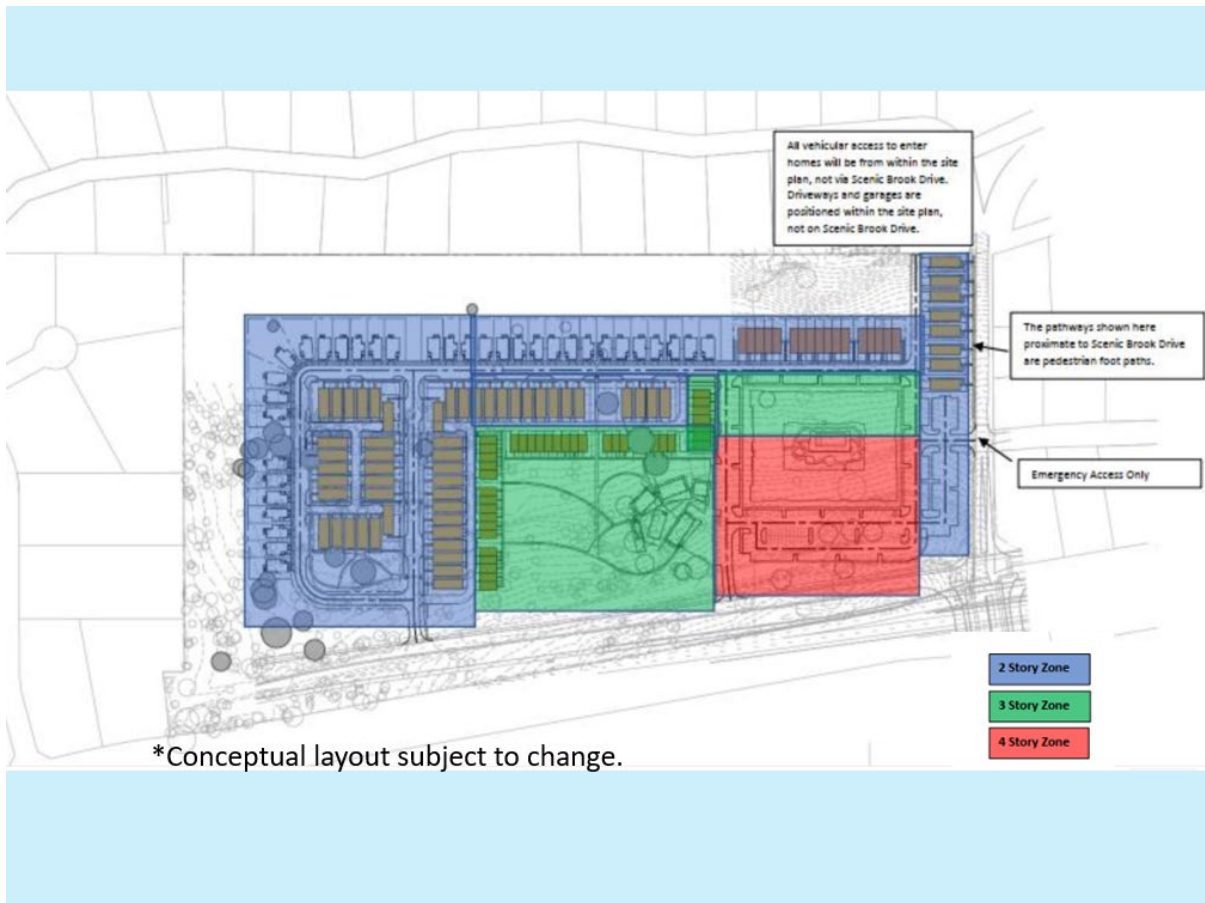 All vehicular access to enter
homes will be from within the site
plan, not via Scenic Brook Drive.
Driveways and garages are
positioned within the site plan,
not on Scenic Brook Drive.
The pathways shown here
proximate to Scenic Brook Drive
are pedestrian foot paths.
Emergency Access Only
2 Story Zone
3 Story Zone
4 Story Zone
*Conceptual layout subject to change.